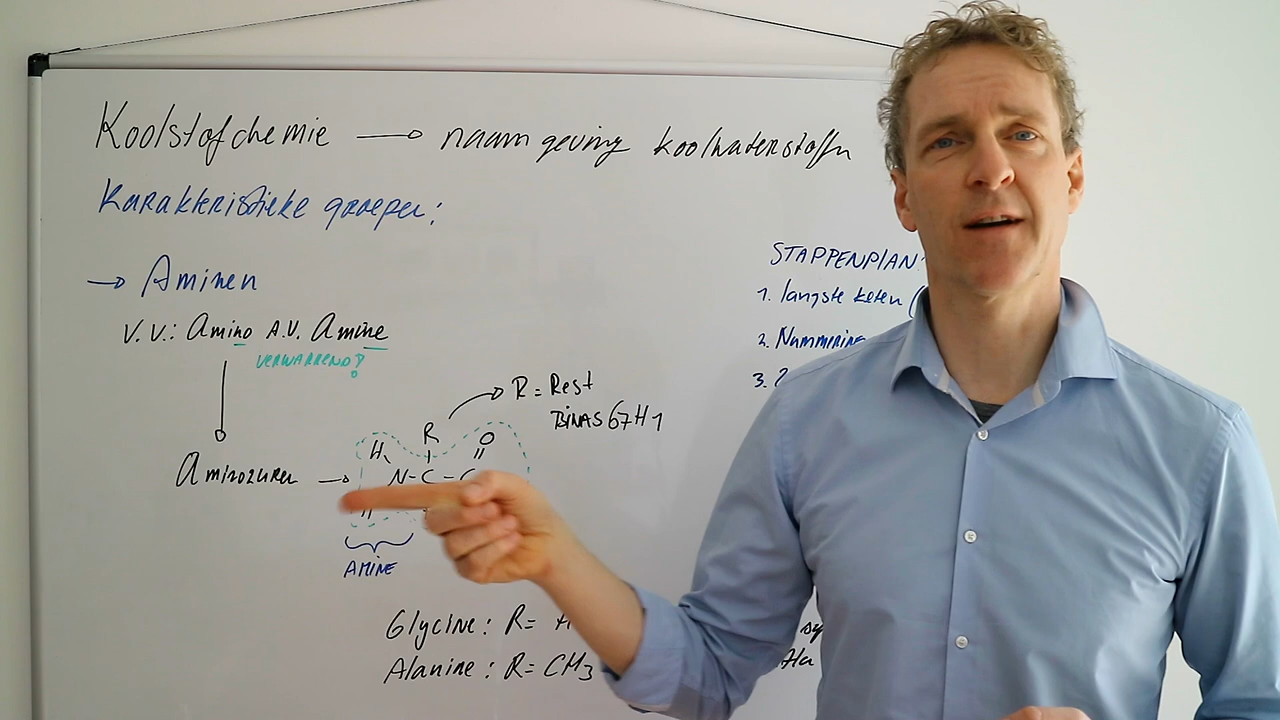 Koolstofchemie → naamgeving koolwaterstoffen
Karakteristieke groepen:
→ Aminen
V.V.: Amino A.V. Amine
VERWARREND!
R = Rest
BINAS 67H1
Aminozuren →
H R O
N-C-C
H
AMINE
Glycine: R = H
Alanine: R = CH3
STAPPENPLAN:
1. langste keten (
2. Nummering
3.